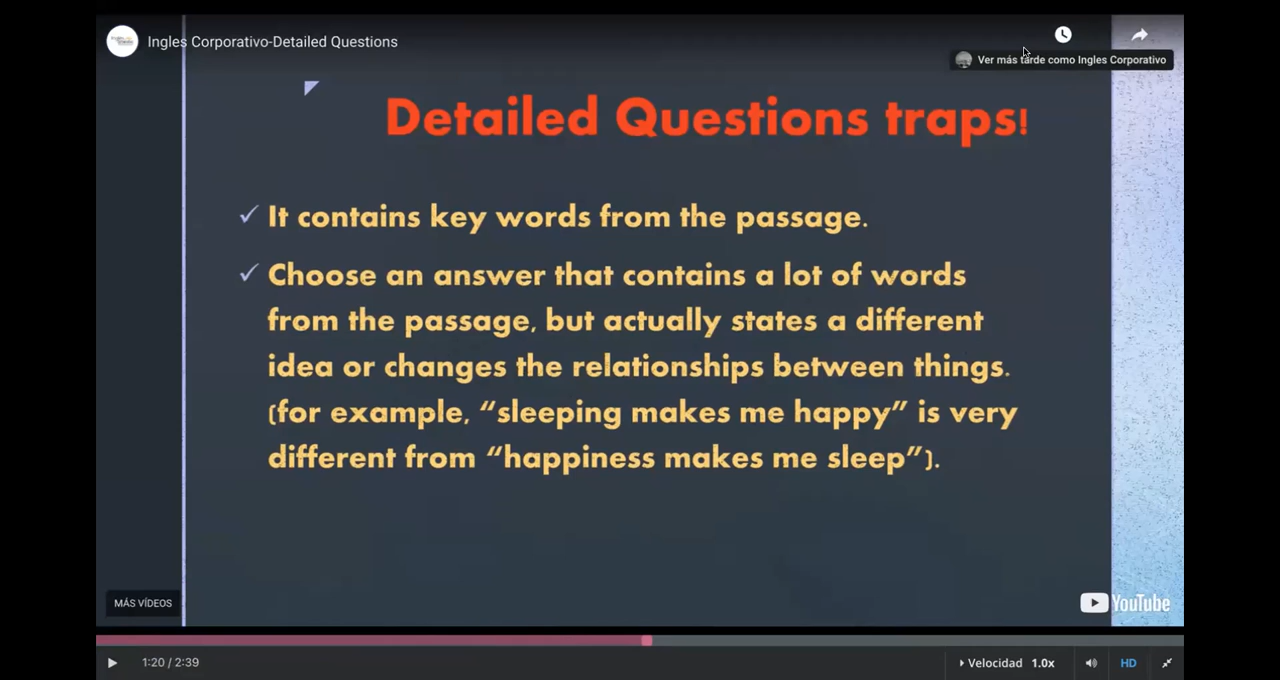 Ingles Corporativo-Detailed Questions
Ver más tarde como Ingles Corporativo
Detailed Questions traps!
It contains key words from the passage.
Choose an answer that contains a lot of words
from the passage, but actually states a different
idea or changes the relationships between things.
(for example, “sleeping makes me happy” is very
different from “happiness makes me sleep”).
MÁS VÍDEOS
YouTube
1:20 / 2:39
Velocidad 1.0x
HD